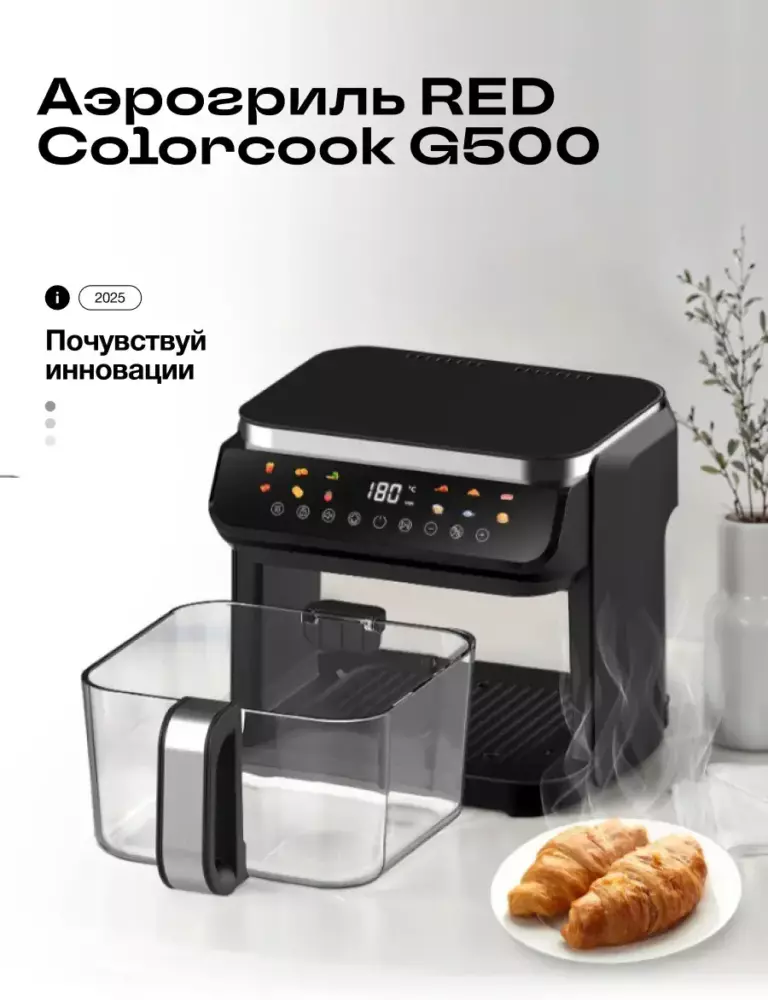 Аэрогриль RED
Colorcook G500
i 2025
Почувствуй
инновации
180 °C